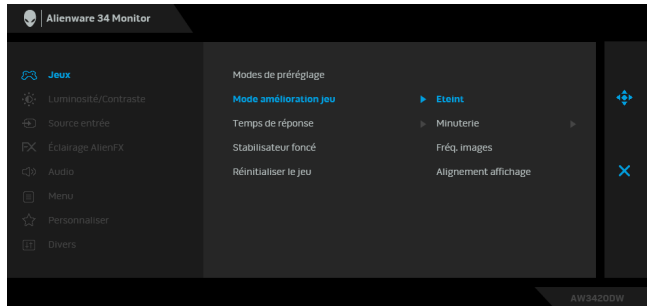 Alienware 34 Monitor
Jeux
Luminosité/Contraste
Source entrée
Éclairage AlienFX
Audio
Menu
Personnaliser
Divers
Modes de préréglage
Mode amélioration jeu
Temps de réponse
Stabilisateur foncé
Réinitialiser le jeu
Eteint
Minuterie
Fréq. images
Alignement affichage
AW3420DW